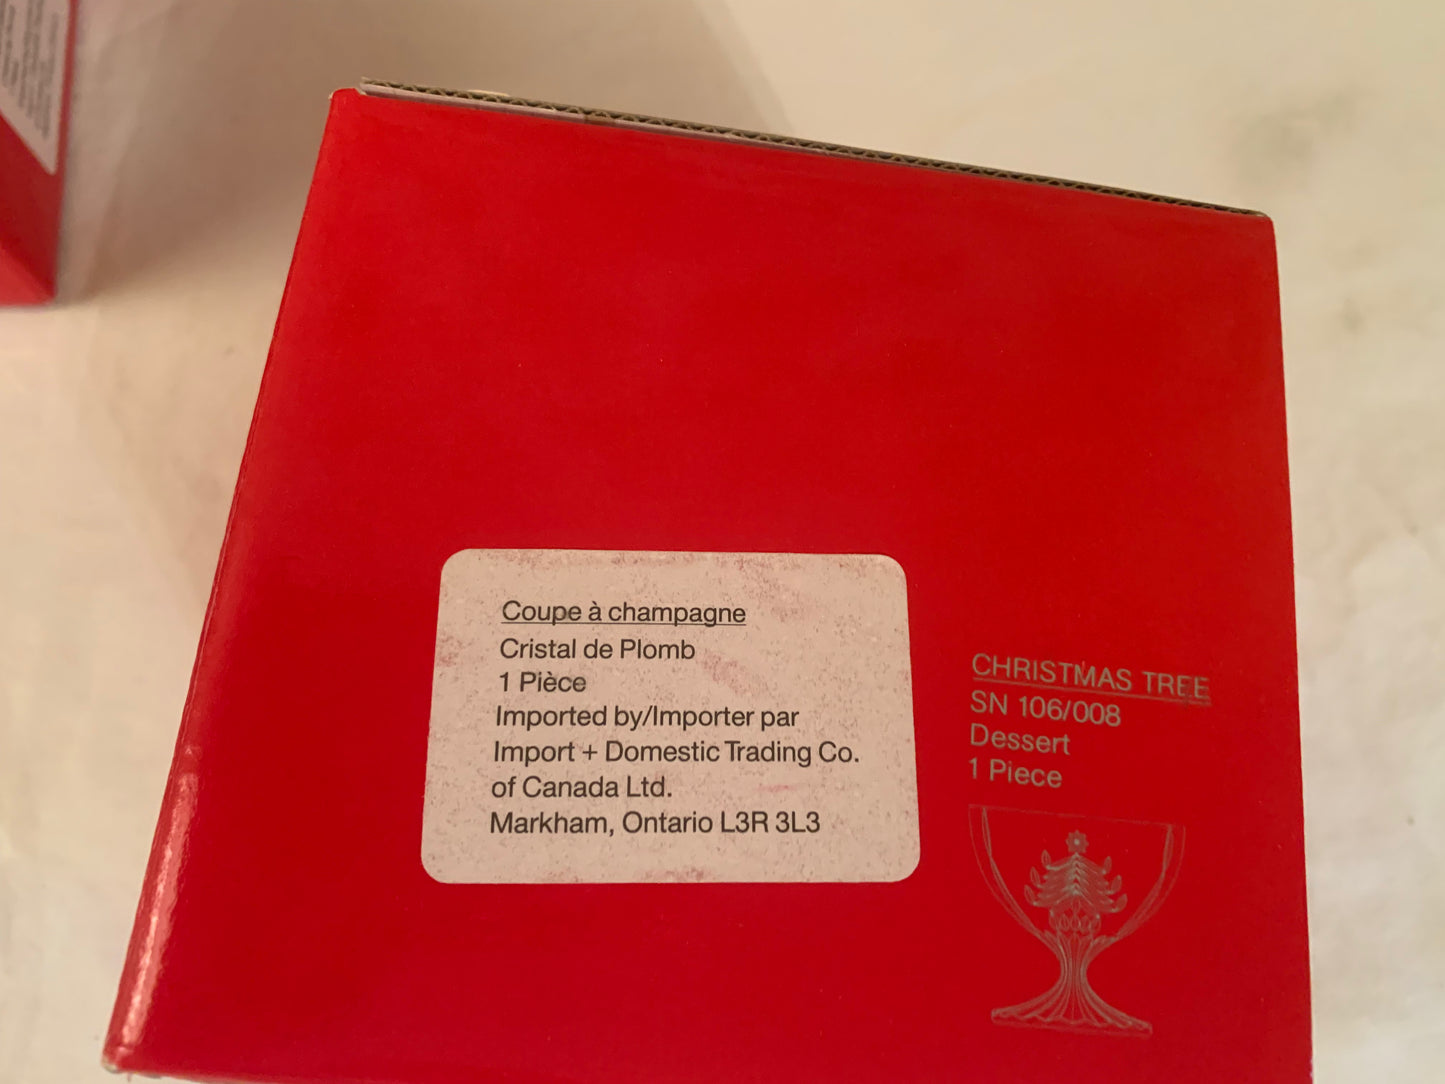 Coupe à champagne
Cristal de Plomb
1 Pièce
Imported by/Importer par
Import + Domestic Trading Co.
of Canada Ltd.
Markham, Ontario L3R 3L3
CHRISTMAS TREE
SN 106/008
Dessert
1 Piece